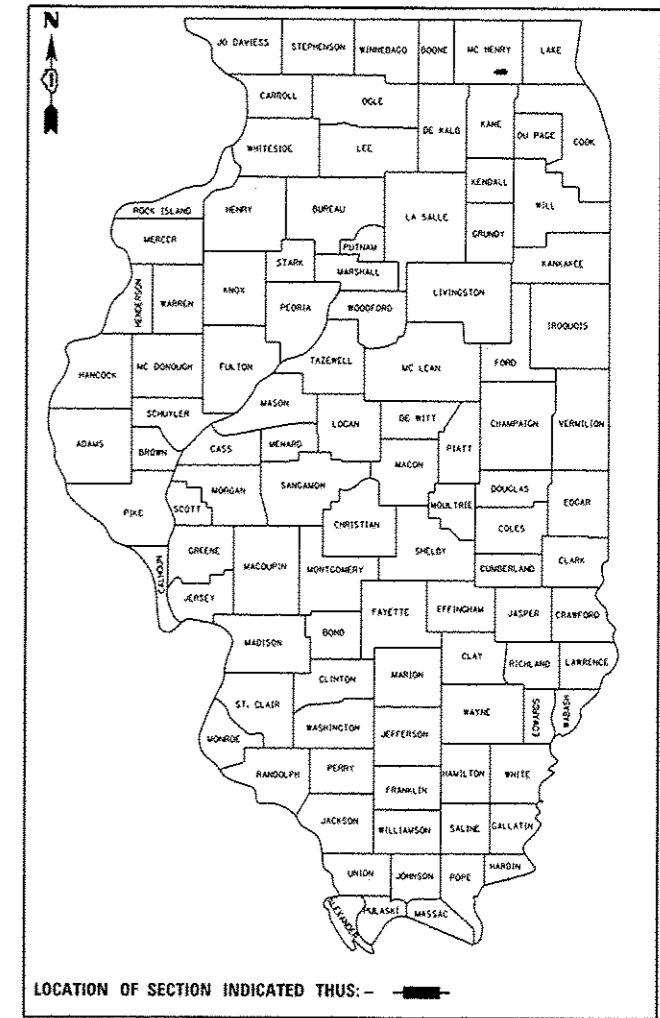 N
JO DAVIESS STEPHENSON WINNEBAGO BOONE MC HENRY LAKE
CARROLL OGLE DE KALB KANE DU PAGE COOK
WHITESIDE LEE KENDALL WILL
ROCK ISLAND HENRY BUREAU LA SALLE GRUNDY
MERCER PUTNAM KANKAKEE
STARK MARSHALL
HENDERSON WARREN KNOX PEORIA WOODFORD LIVINGSTON IROQUOIS
HANCOCK MC DONOUGH FULTON TAZEWELL MC LEAN FORD
SCHUYLER MASON LOGAN DE WITT CHAMPAIGN VERMILION
ADAMS BROWN CASS MENARD MACON PIATT
PIKE SCOTT MORGAN SANGAMON CHRISTIAN MOULTRIE DOUGLAS EDGAR
COLES
CALHOUN GREENE MACOUPIN MONTGOMERY SHELBY CUMBERLAND CLARK
JERSEY FAYETTE EFFINGHAM JASPER CRAWFORD
MADISON BOND CLAY RICHLAND LAWRENCE
CLINTON MARION
ST. CLAIR WASHINGTON JEFFERSON WAYNE EDWARDS WABASH
MONROE
RANDOLPH PERRY FRANKLIN HAMILTON WHITE
JACKSON WILLIAMSON SALINE GALLATIN
UNION JOHNSON POPE HARDIN
ALEXANDER PULASKI MASSAC
LOCATION OF SECTION INDICATED THUS: -